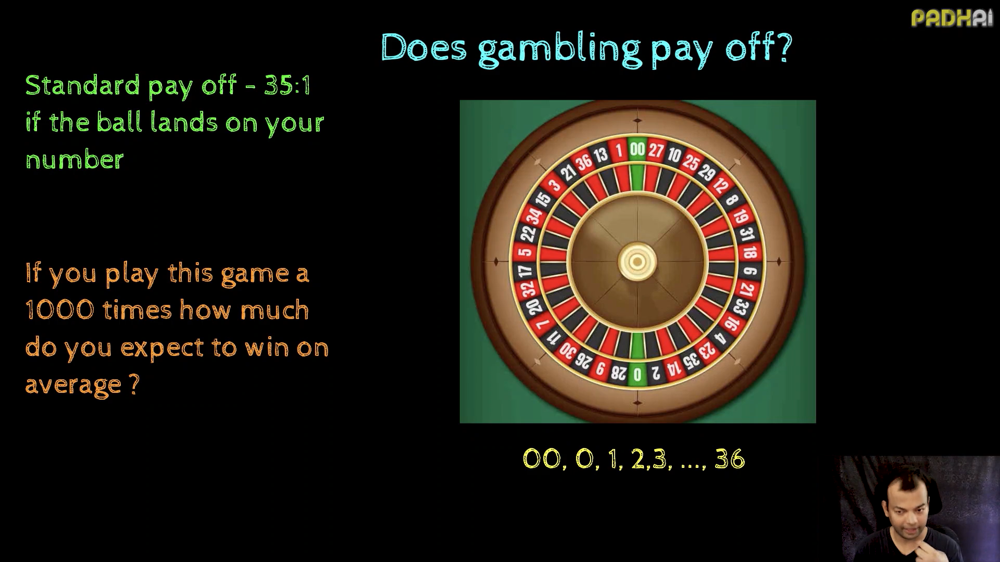 PADHAI
Does gambling pay off?
Standard pay off - 35:1
if the ball lands on your
number
If you play this game a
1000 times how much
do you expect to win on
average ?
00 27 10 25 29 12 8 19 31 18 6 21 33 16 4 23 35 14 2 0 28 9 26 30 11 7 20 32 17 5 22 34 15 3 21 36 13 1
00, 0, 1, 2,3, ..., 36